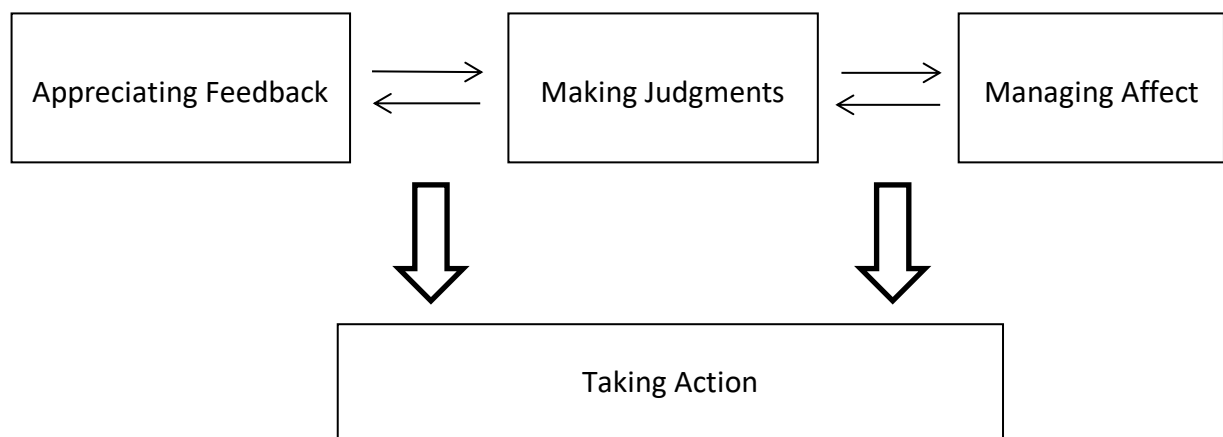 Appreciating Feedback
Making Judgments
Managing Affect
Taking Action